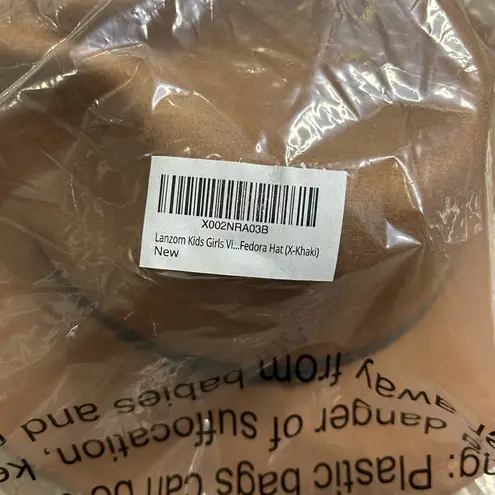 X002NRA03B
Lanzom Kids Girls Vi...Fedora Hat (X-Khaki)
New
ng: Plastic bags can be
danger of suffocation, ke
away from babies and